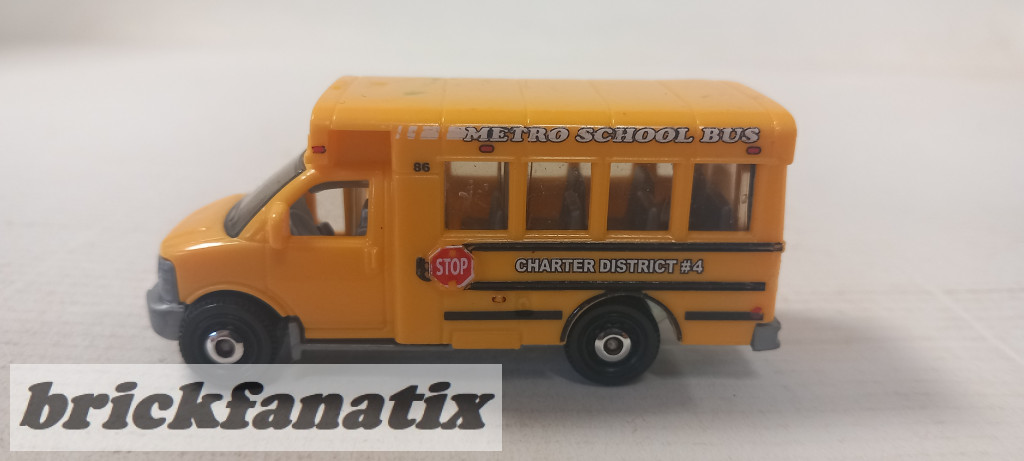 METRO SCHOOL BUS
86
STOP
CHARTER DISTRICT #4
brickfanatix